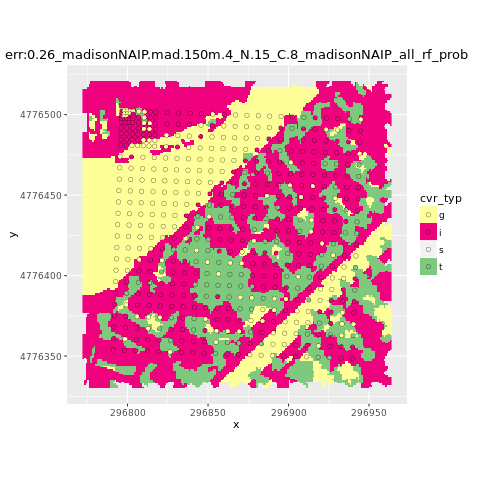 err:0.26_madisonNAIP.mad.150m.4_N.15_C.8_madisonNAIP_all_rf_prob
4776500
4776450
4776400
4776350
y
296800 296850 296900 296950
x
cvr_typ
g
i
s
t